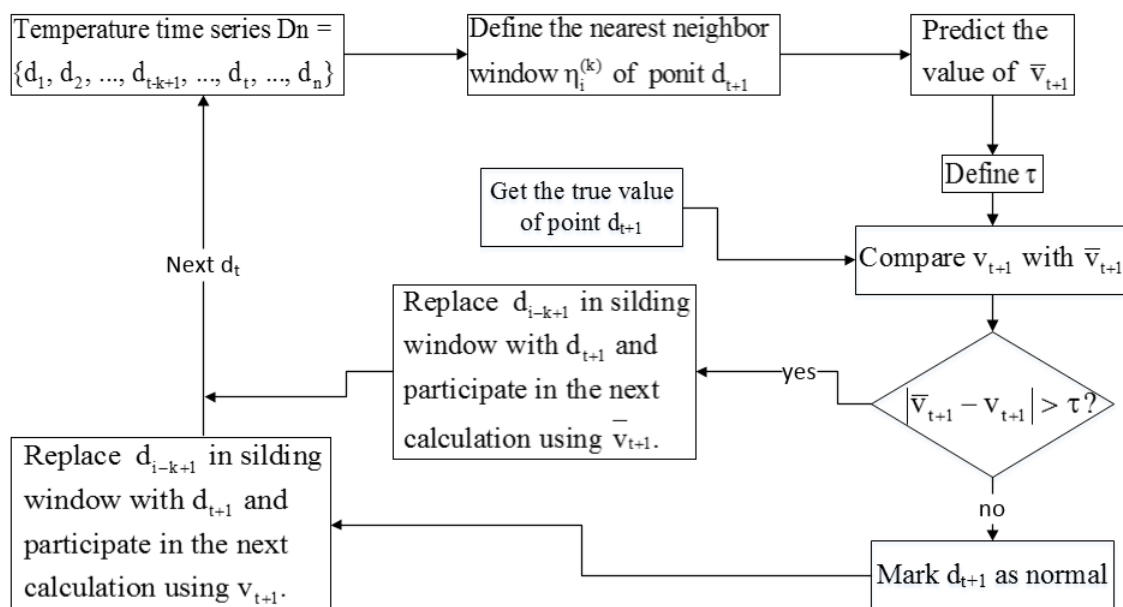 Temperature time series Dn =
{d₁, d₂, ..., dₜ₋ₖ₊₁, ..., dₜ, ..., dₙ}
Define the nearest neighbor
window ηᵢ⁽ᵏ⁾ of ponit dₜ₊₁
Predict the
value of v̅ₜ₊₁
Define τ
Get the true value
of point dₜ₊₁
Compare vₜ₊₁ with v̅ₜ₊₁
|v̅ₜ₊₁ − vₜ₊₁| > τ?
yes
Replace dᵢ₋ₖ₊₁ in silding
window with dₜ₊₁ and
participate in the next
calculation using v̅ₜ₊₁.
no
Mark dₜ₊₁ as normal
Replace dᵢ₋ₖ₊₁ in silding
window with dₜ₊₁ and
participate in the next
calculation using vₜ₊₁.
Next dₜ